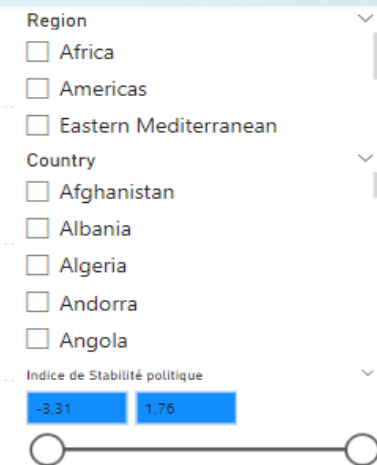 Region
Africa
Americas
Eastern Mediterranean
Country
Afghanistan
Albania
Algeria
Andorra
Angola
Indice de Stabilité politique
-3,31 1,76